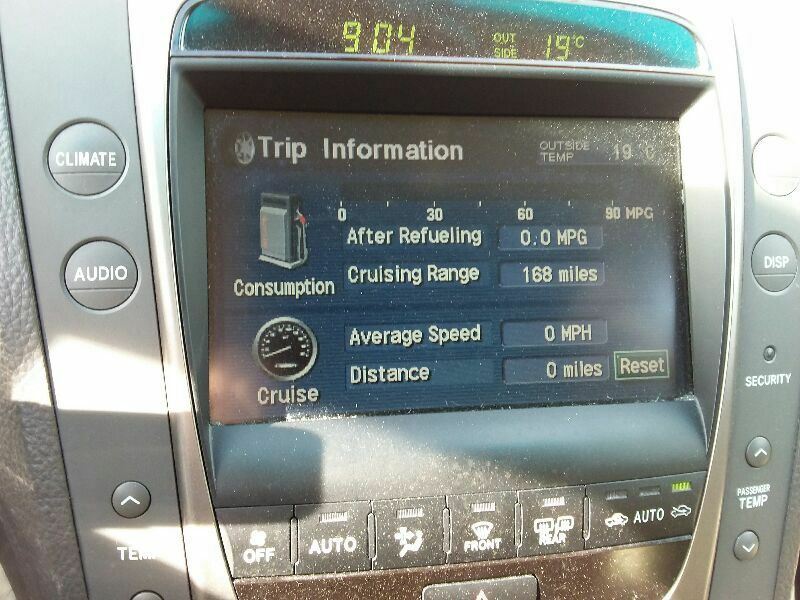 9:04 OUT SIDE 19°C
Trip Information OUTSIDE TEMP 19 C
CLIMATE
0 30 60 90 MPG
After Refueling 0.0 MPG
AUDIO
DISP
Consumption
Cruising Range 168 miles
Average Speed 0 MPH
Distance 0 miles Reset
Cruise
SECURITY
PASSENGER TEMP
TEM
OFF
AUTO
FRONT
REAR
AUTO